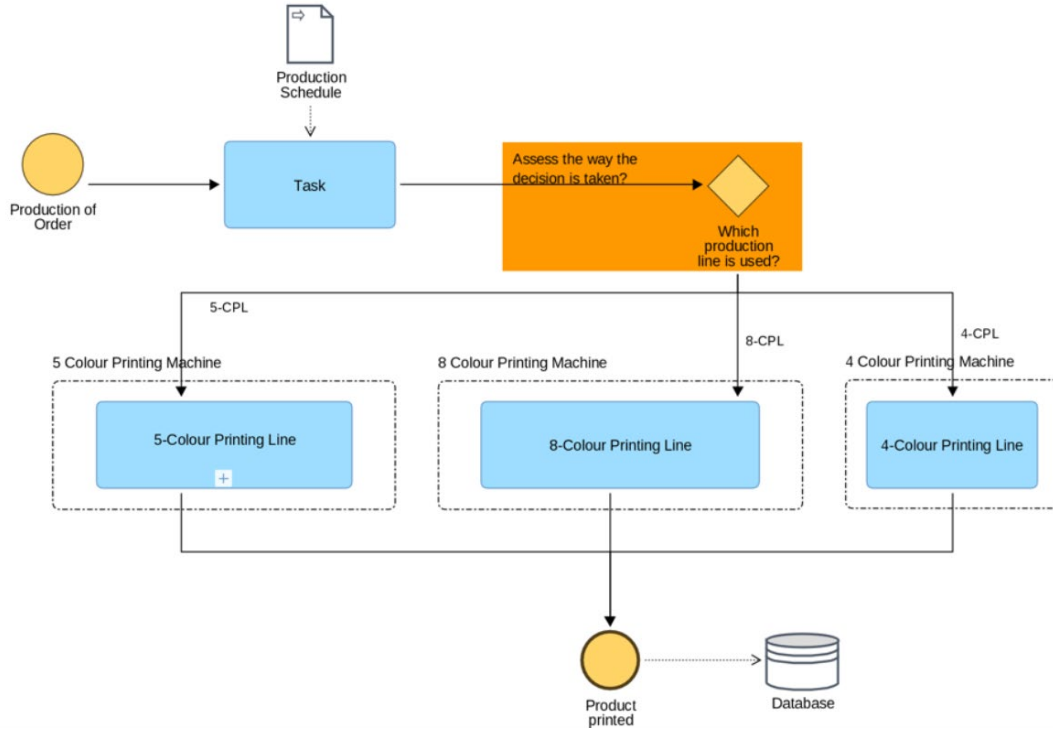 Production
Schedule
Production of
Order
Task
Assess the way the
decision is taken?
Which
production
line is used?
5-CPL
8-CPL
4-CPL
5 Colour Printing Machine
8 Colour Printing Machine
4 Colour Printing Machine
5-Colour Printing Line
8-Colour Printing Line
4-Colour Printing Line
Product
printed
Database